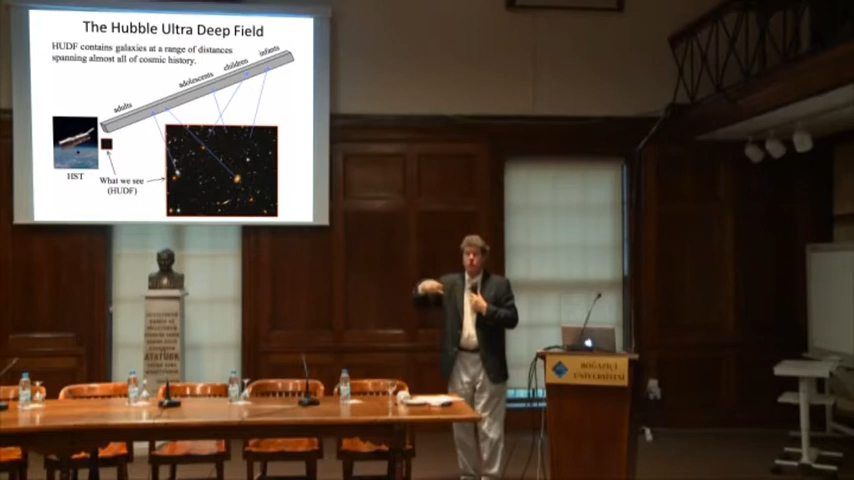 The Hubble Ultra Deep Field
HUDF contains galaxies at a range of distances
spanning almost all of cosmic history.
infants
children
adolescents
adults
HST
What we see
(HUDF)
ATATÜRK
BOĞAZİÇİ
ÜNİVERSİTESİ